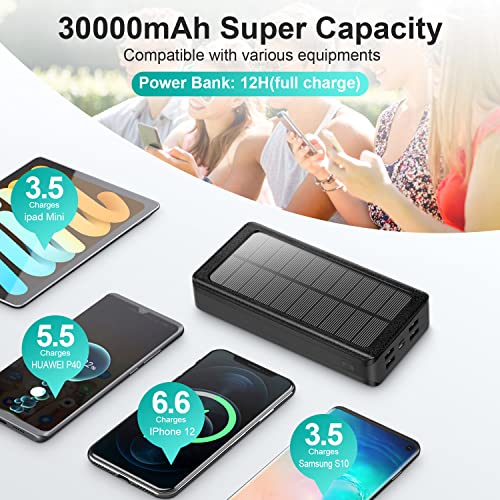 30000mAh Super Capacity
Compatible with various equipments
Power Bank: 12H(full charge)
3.5
Charges
ipad Mini
5.5
Charges
HUAWEI P40
6.6
Charges
IPhone 12
3.5
Charges
Samsung S10